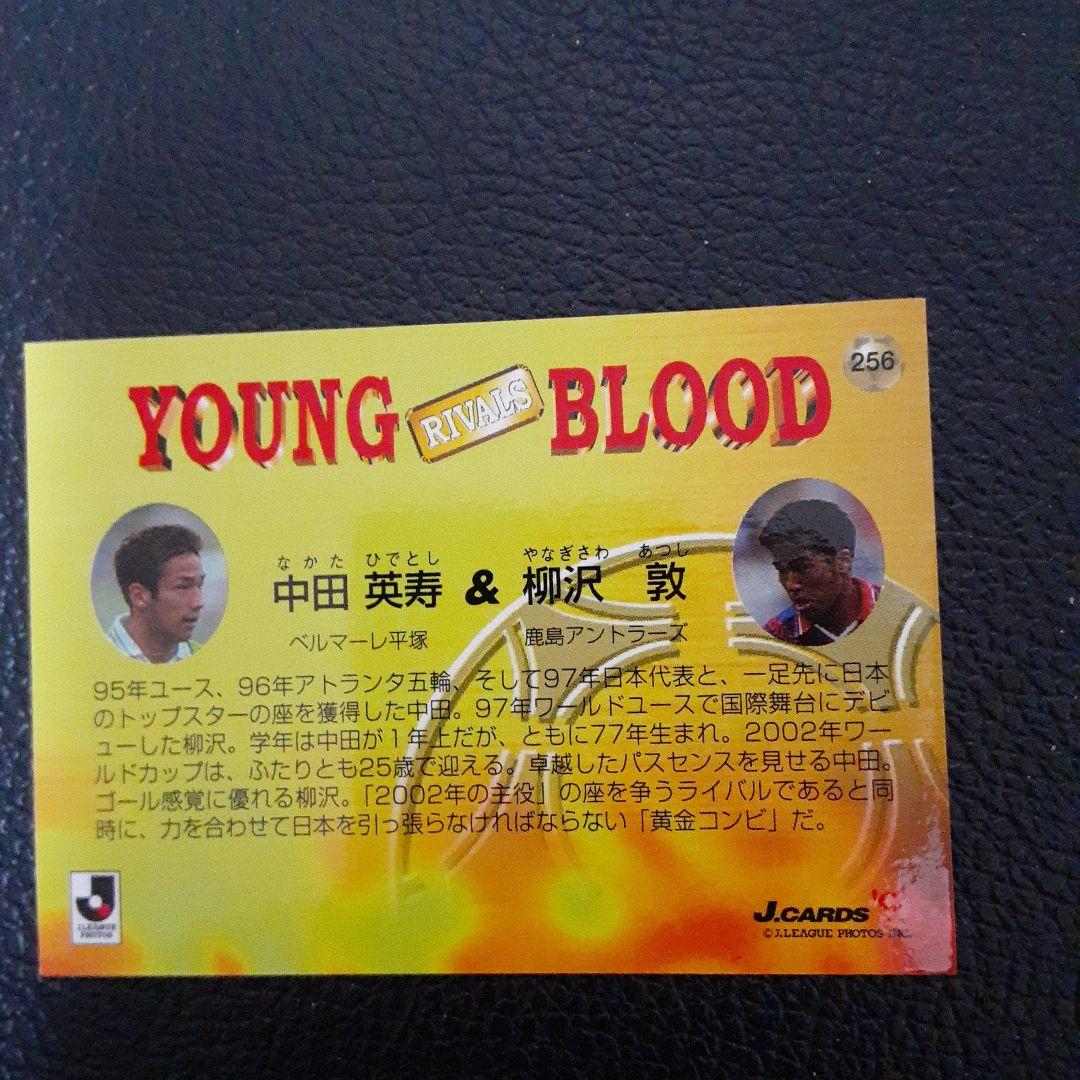 256
YOUNG RIVALS BLOOD
なかた ひでとし やなぎさわ あつし
中田 英寿 & 柳沢 敦
ベルマーレ平塚 鹿島アントラーズ
95年ユース、96年アトランタ五輪、そして97年日本代表と、一足先に日本
のトップスターの座を獲得した中田。97年ワールドユースで国際舞台にデビ
ューした柳沢。学年は中田が1年上だが、ともに77年生まれ。2002年ワー
ルドカップは、ふたりとも25歳で迎える。卓越したパスセンスを見せる中田。
ゴール感覚に優れる柳沢。「2002年の主役」の座を争うライバルであると同
時に、力を合わせて日本を引っ張らなければならない「黄金コンビ」だ。
J.LEAGUE
PHOTOS
J.CARDS
© J.LEAGUE PHOTOS INC.